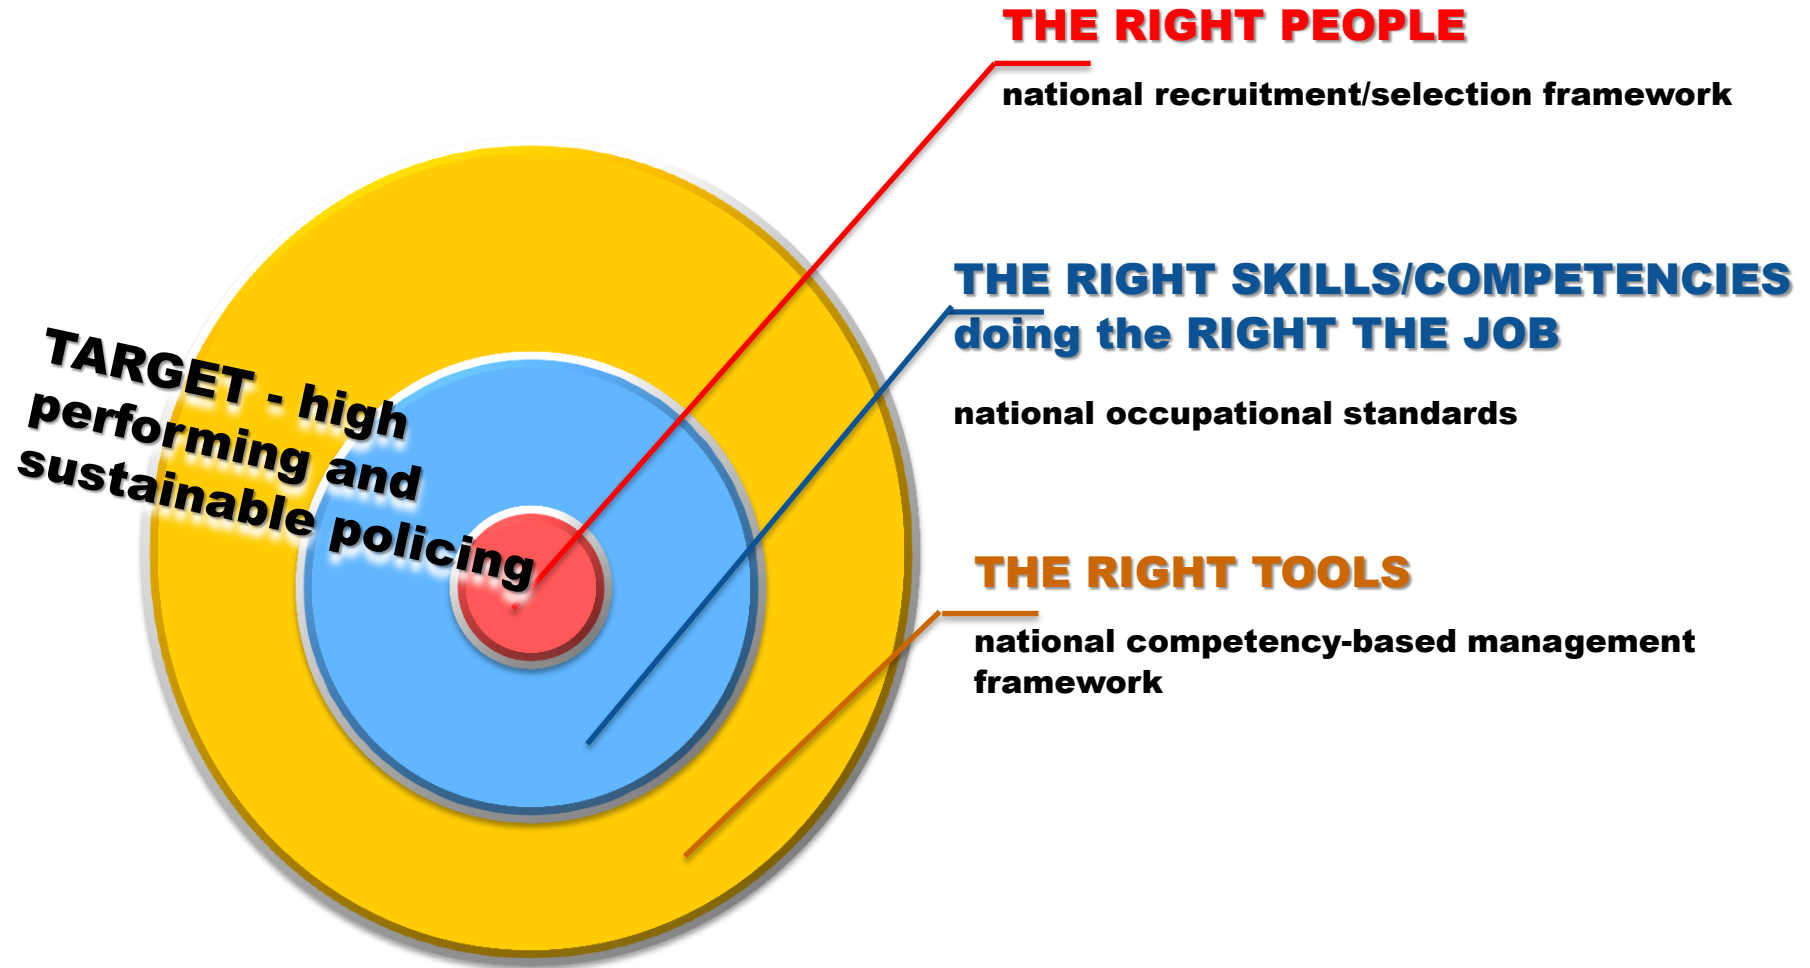 THE RIGHT PEOPLE
national recruitment/selection framework
THE RIGHT SKILLS/COMPETENCIES
doing the RIGHT THE JOB
national occupational standards
TARGET - high
performing and
sustainable policing
THE RIGHT TOOLS
national competency-based management
framework